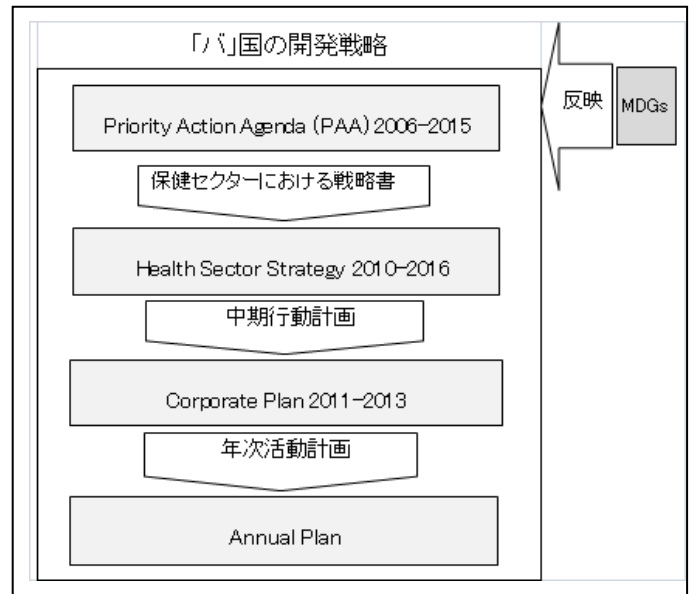 「バ」国の開発戦略
反映
MDGs
Priority Action Agenda (PAA) 2006-2015
保健セクターにおける戦略書
Health Sector Strategy 2010-2016
中期行動計画
Corporate Plan 2011-2013
年次活動計画
Annual Plan